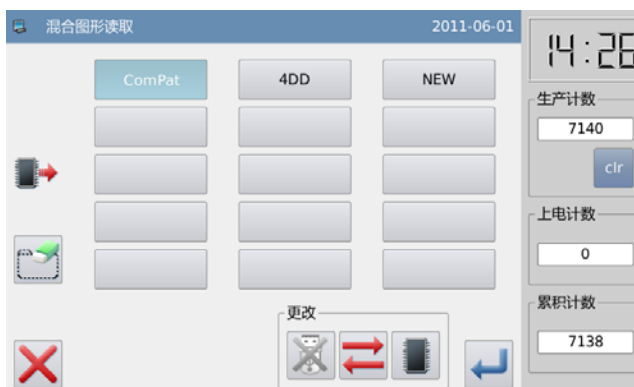 混合图形读取
2011-06-01
14:26
ComPat
4DD
NEW
生产计数
7140
clr
上电计数
0
更改
累积计数
7138